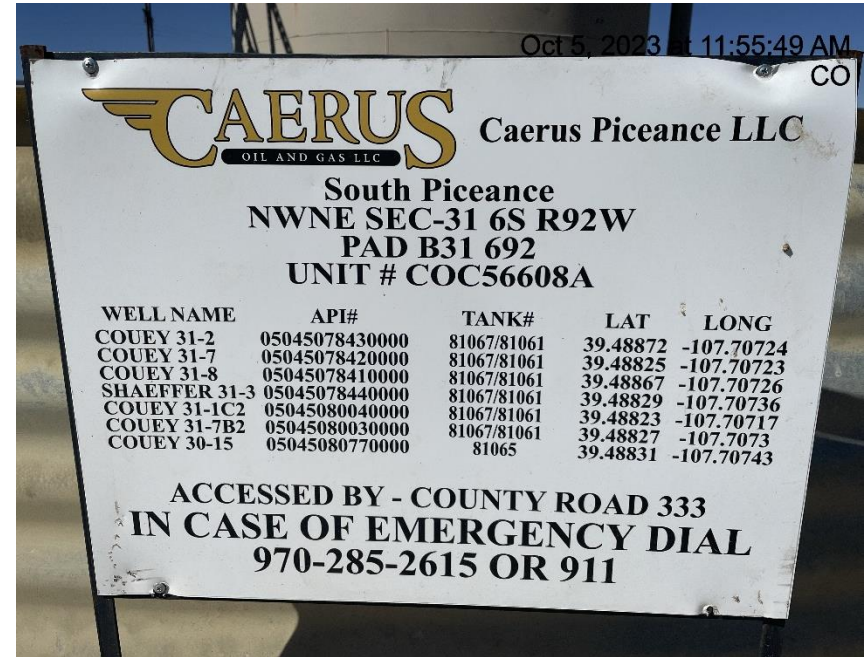 Oct 5, 2023 at 11:55:49 AM
CO
CAERUS
OIL AND GAS LLC
Caerus Piceance LLC
South Piceance
NWNE SEC-31 6S R92W
PAD B31 692
UNIT # COC56608A
WELL NAME API# TANK# LAT LONG
COUEY 31-2 05045078430000 81067/81061 39.48872 -107.70724
COUEY 31-7 05045078420000 81067/81061 39.48825 -107.70723
COUEY 31-8 05045078410000 81067/81061 39.48867 -107.70726
SHAEFFER 31-3 05045078440000 81067/81061 39.48829 -107.70736
COUEY 31-1C2 05045080040000 81067/81061 39.48823 -107.70717
COUEY 31-7B2 05045080030000 81067/81061 39.48827 -107.7073
COUEY 30-15 05045080770000 81065 39.48831 -107.70743
ACCESSED BY - COUNTY ROAD 333
IN CASE OF EMERGENCY DIAL
970-285-2615 OR 911